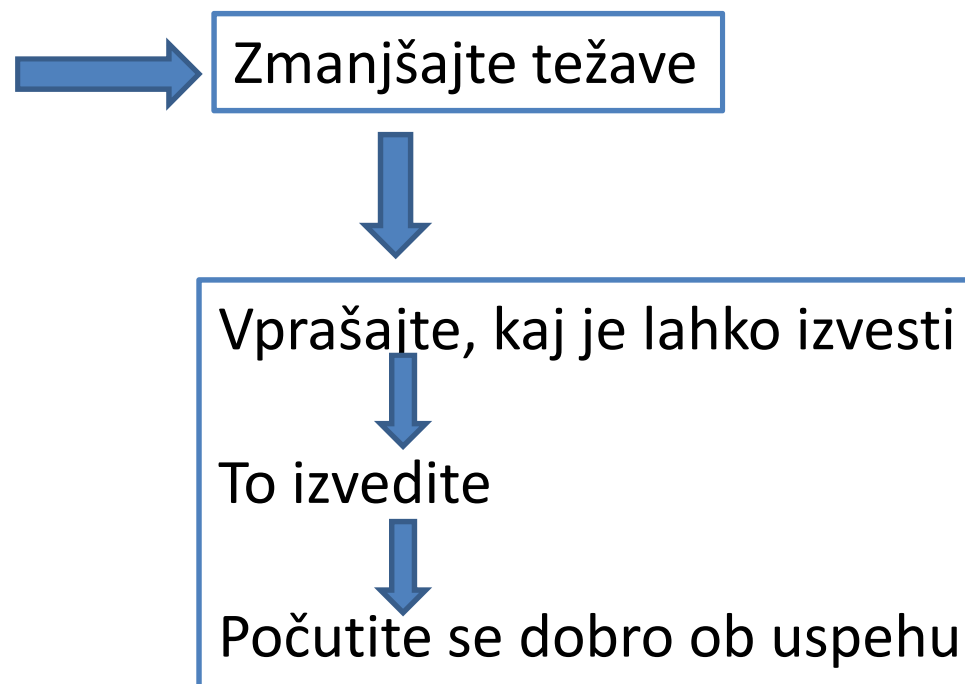 Zmanjšajte težave
Vprašajte, kaj je lahko izvesti
To izvedite
Počutite se dobro ob uspehu